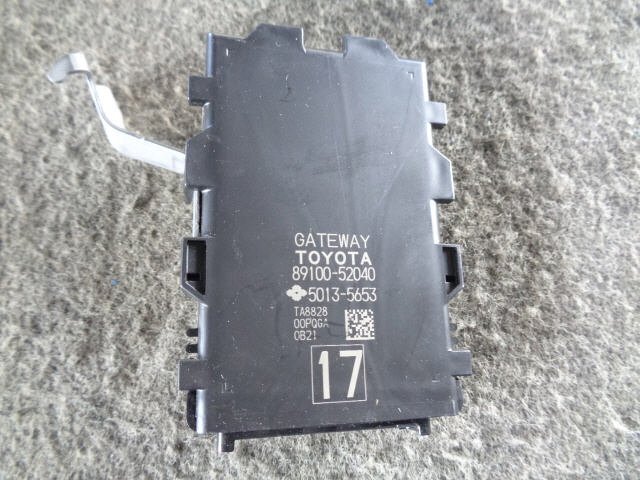 GATEWAY
TOYOTA
89100-52040
5013-5653
TA8828
00PQGA
0B21
17